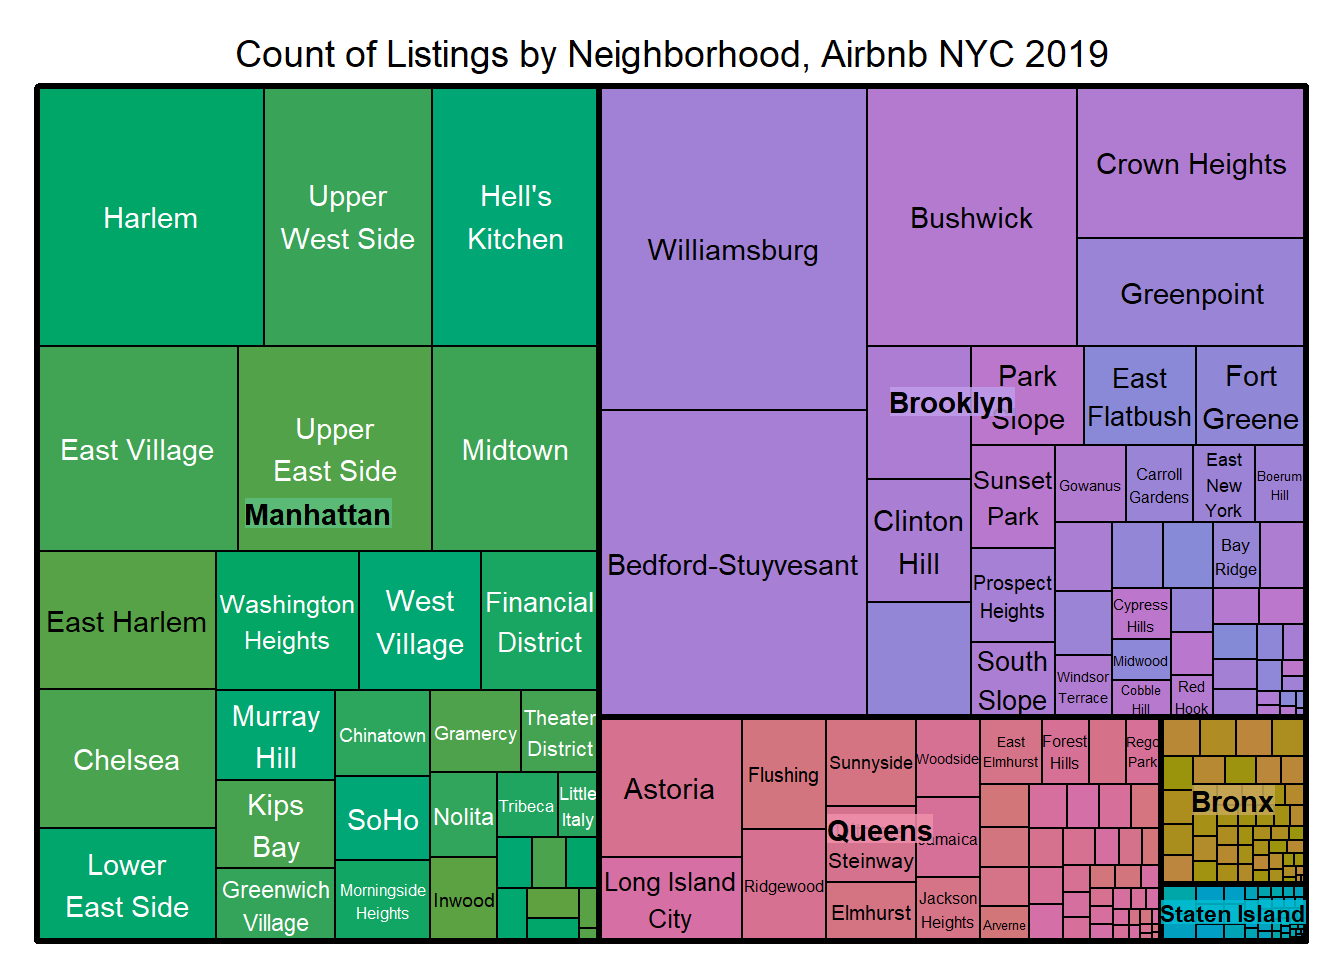 Count of Listings by Neighborhood, Airbnb NYC 2019
Harlem
Upper
West Side
Hell's
Kitchen
East Village
Upper
East Side
Manhattan
Midtown
East Harlem
Washington
Heights
West
Village
Financial
District
Chelsea
Murray
Hill
Chinatown
Gramercy
Theater
District
Kips
Bay
SoHo
Nolita
Tribeca
Little
Italy
Lower
East Side
Greenwich
Village
Morningside
Heights
Inwood
Williamsburg
Bushwick
Crown Heights
Greenpoint
Bedford-Stuyvesant
Brooklyn
Park
Slope
East
Flatbush
Fort
Greene
Clinton
Hill
Sunset
Park
Gowanus
Carroll
Gardens
East
New
York
Boerum
Hill
Prospect
Heights
Bay
Ridge
South
Slope
Windsor
Terrace
Cypress
Hills
Midwood
Cobble
Hill
Red
Hook
Astoria
Long Island
City
Flushing
Ridgewood
Sunnyside
Queens
Steinway
Elmhurst
Woodside
Jamaica
Jackson
Heights
East
Elmhurst
Forest
Hills
Rego
Park
Arverne
Bronx
Staten Island